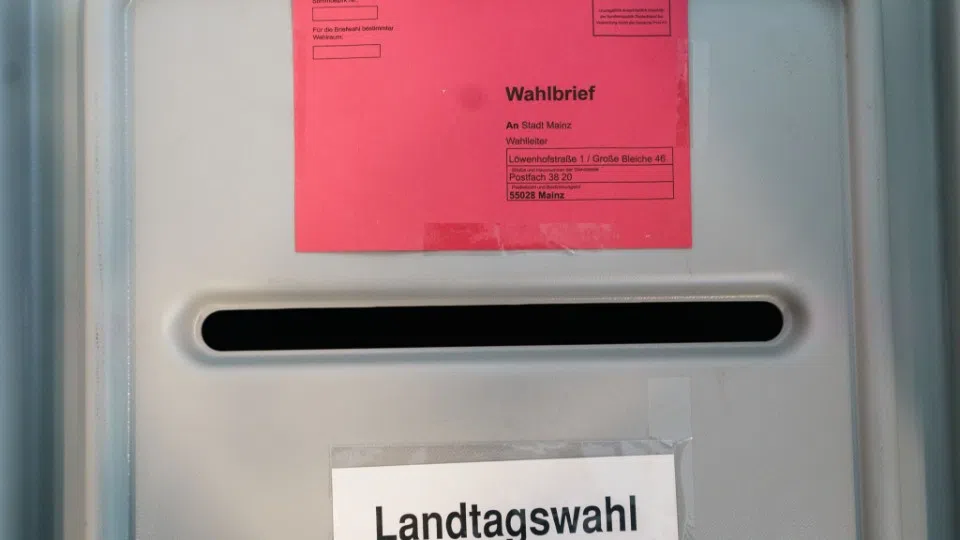 Für die Briefwahl bestimmter
Wahlraum:
Wahlbrief
An Stadt Mainz
Wahlleiter
Löwenhofstraße 1 / Große Bleiche 46
Postfach 38 20
55028 Mainz
Landtagswahl